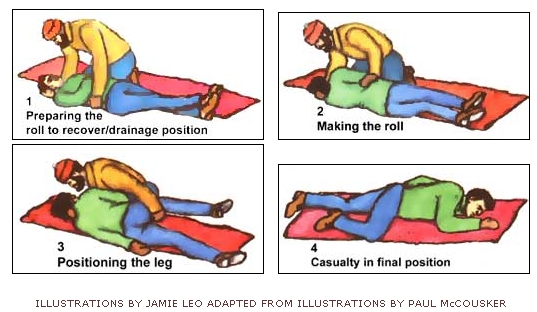 1
Preparing the
roll to recover/drainage position
2
Making the roll
3
Positioning the leg
4
Casualty in final position
ILLUSTRATIONS BY JAMIE LEO ADAPTED FROM ILLUSTRATIONS BY PAUL McCOUSKER